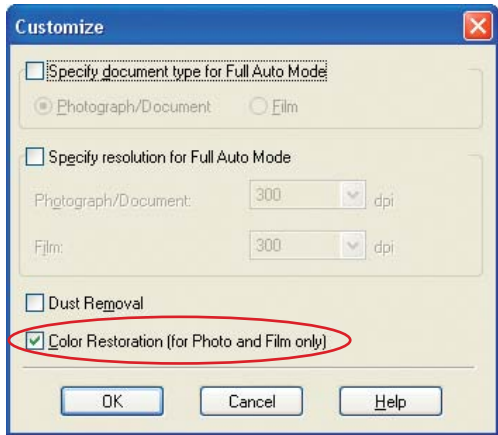 Customize
Specify document type for Full Auto Mode
Photograph/Document Film
Specify resolution for Full Auto Mode
Photograph/Document: 300 dpi
Film: 300 dpi
Dust Removal
Color Restoration (for Photo and Film only)
OK Cancel Help